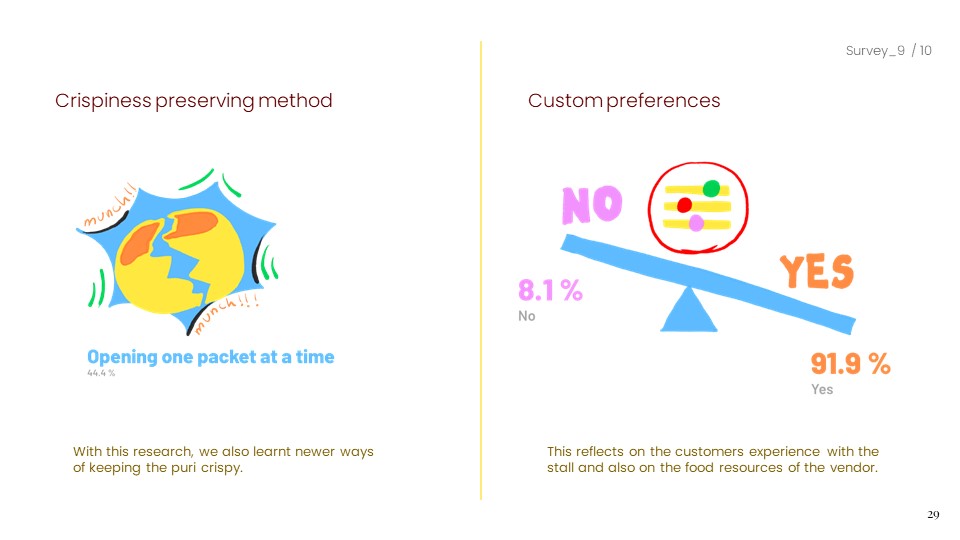 Survey_9 / 10
Crispiness preserving method
munch!!
munch!!!
Opening one packet at a time
44.4 %
With this research, we also learnt newer ways
of keeping the puri crispy.
Custom preferences
NO
YES
8.1 %
No
91.9 %
Yes
This reflects on the customers experience with the
stall and also on the food resources of the vendor.
29